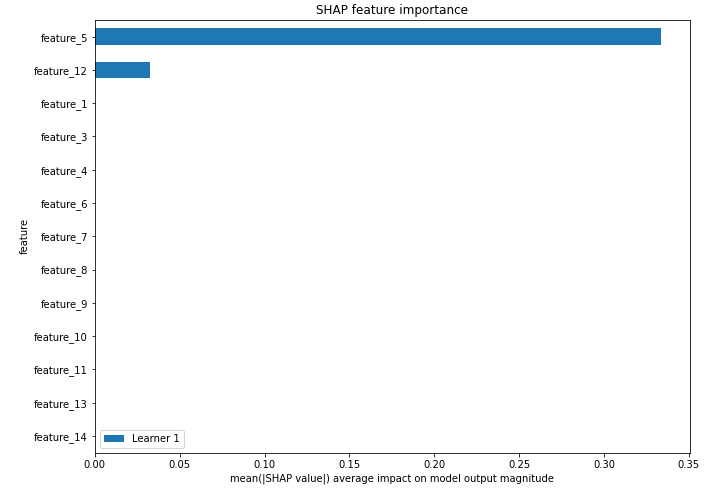 SHAP feature importance
feature_5
feature_12
feature_1
feature_3
feature_4
feature_6
feature_7
feature_8
feature_9
feature_10
feature_11
feature_13
feature_14
feature
Learner 1
0.00 0.05 0.10 0.15 0.20 0.25 0.30 0.35
mean(|SHAP value|) average impact on model output magnitude